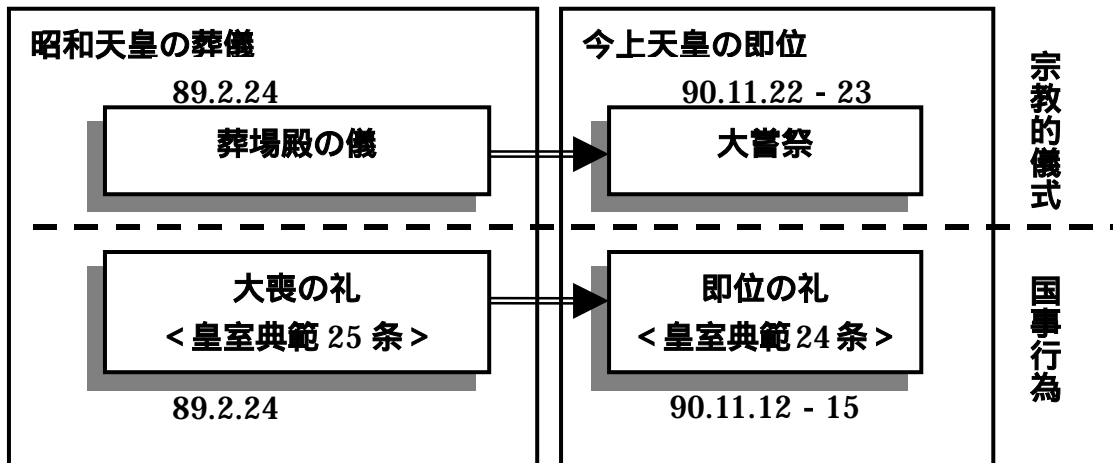 昭和天皇の葬儀
89.2.24
葬場殿の儀
大喪の礼
<皇室典範 25 条>
89.2.24
今上天皇の即位
90.11.22 - 23
大嘗祭
即位の礼
<皇室典範 24 条>
90.11.12 - 15
宗教的儀式
国事行為